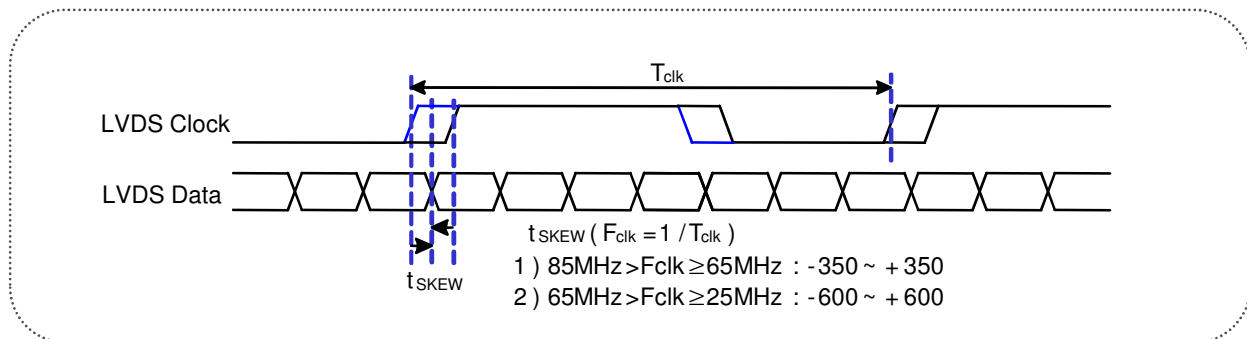 Tclk
LVDS Clock
LVDS Data
tSKEW ( Fclk = 1 / Tclk )
1 ) 85MHz > Fclk ≥ 65MHz : -350 ~ +350
tSKEW
2 ) 65MHz > Fclk ≥ 25MHz : -600 ~ +600